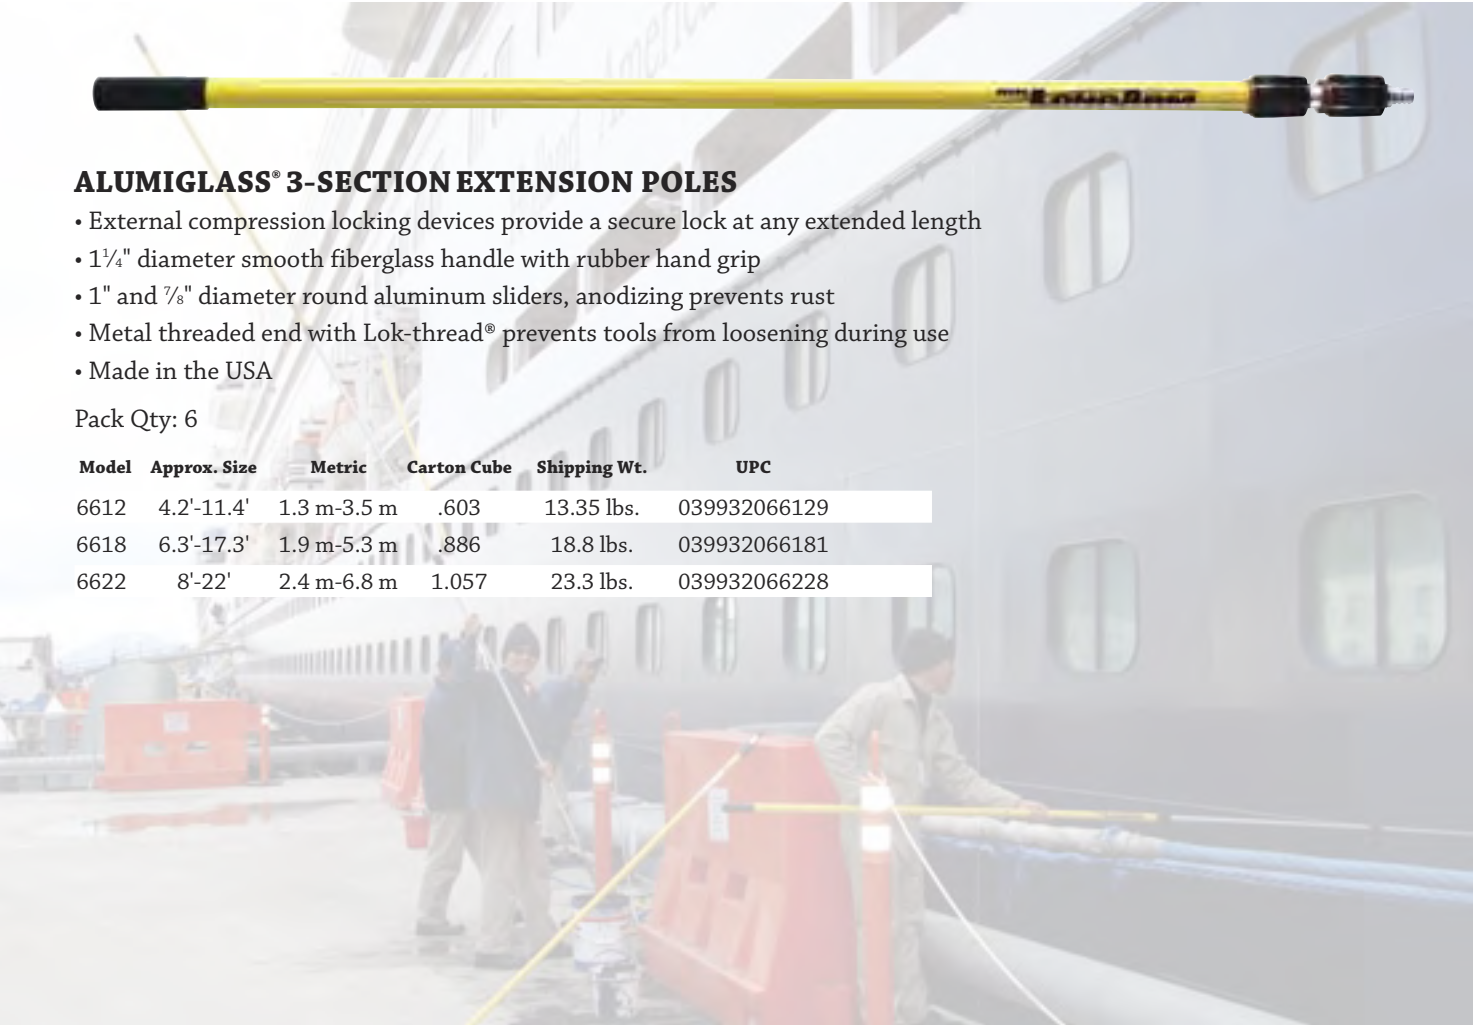 America
LongArm
ALUMIGLASS® 3-SECTION EXTENSION POLES
• External compression locking devices provide a secure lock at any extended length
• 1¼" diameter smooth fiberglass handle with rubber hand grip
• 1" and ⅞" diameter round aluminum sliders, anodizing prevents rust
• Metal threaded end with Lok-thread® prevents tools from loosening during use
• Made in the USA
Pack Qty: 6
Model Approx. Size Metric Carton Cube Shipping Wt. UPC
6612 4.2'-11.4' 1.3 m-3.5 m .603 13.35 lbs. 039932066129
6618 6.3'-17.3' 1.9 m-5.3 m .886 18.8 lbs. 039932066181
6622 8'-22' 2.4 m-6.8 m 1.057 23.3 lbs. 039932066228